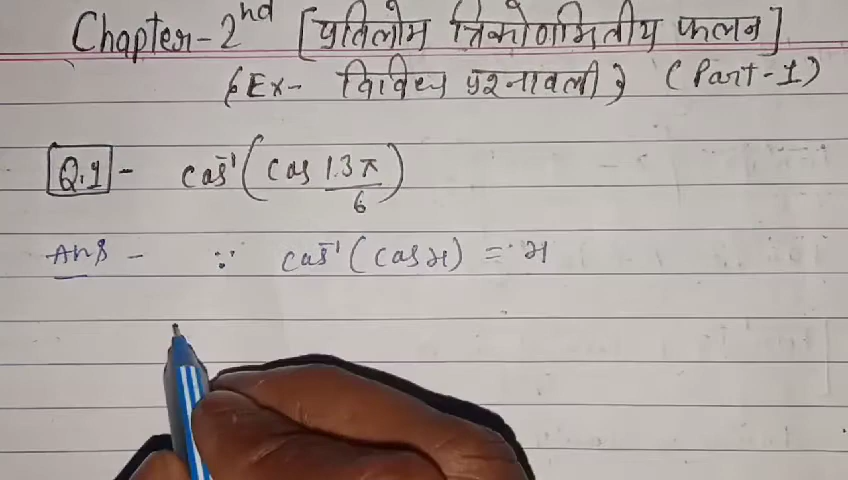 Chapter-2nd [प्रतिलोम त्रिकोणमितीय फलन]
{Ex- विविध प्रश्नावली} (Part-1)
Q.1 - cos⁻¹(cos 13π/6)
Ans - ∵ cos⁻¹(cos x) = x